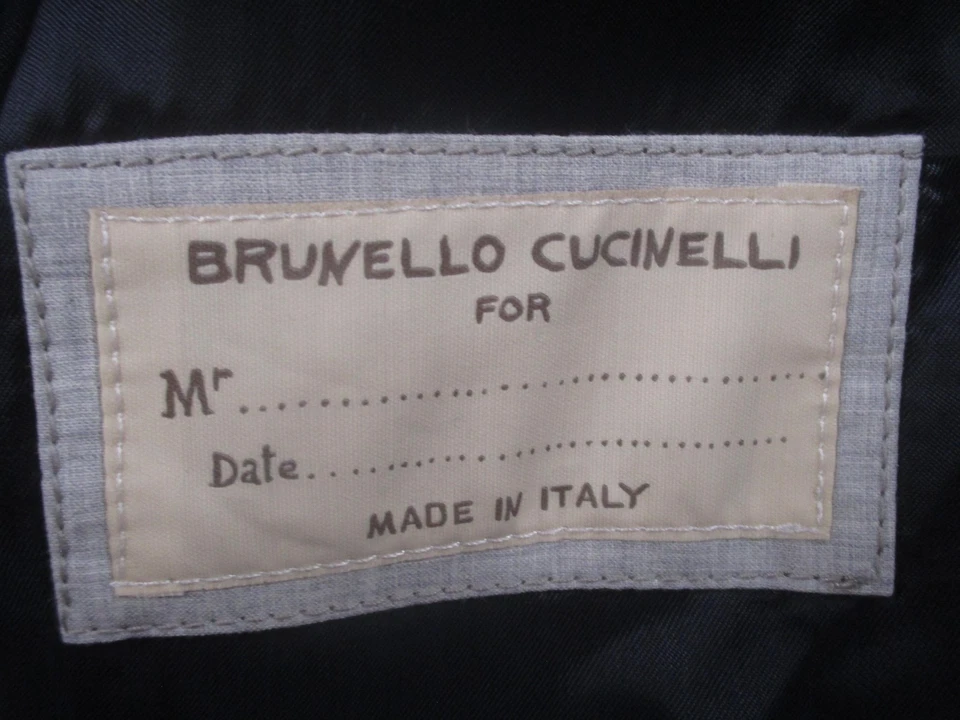 BRUNELLO CUCINELLI
FOR
Mr..............................
Date..........................
MADE IN ITALY